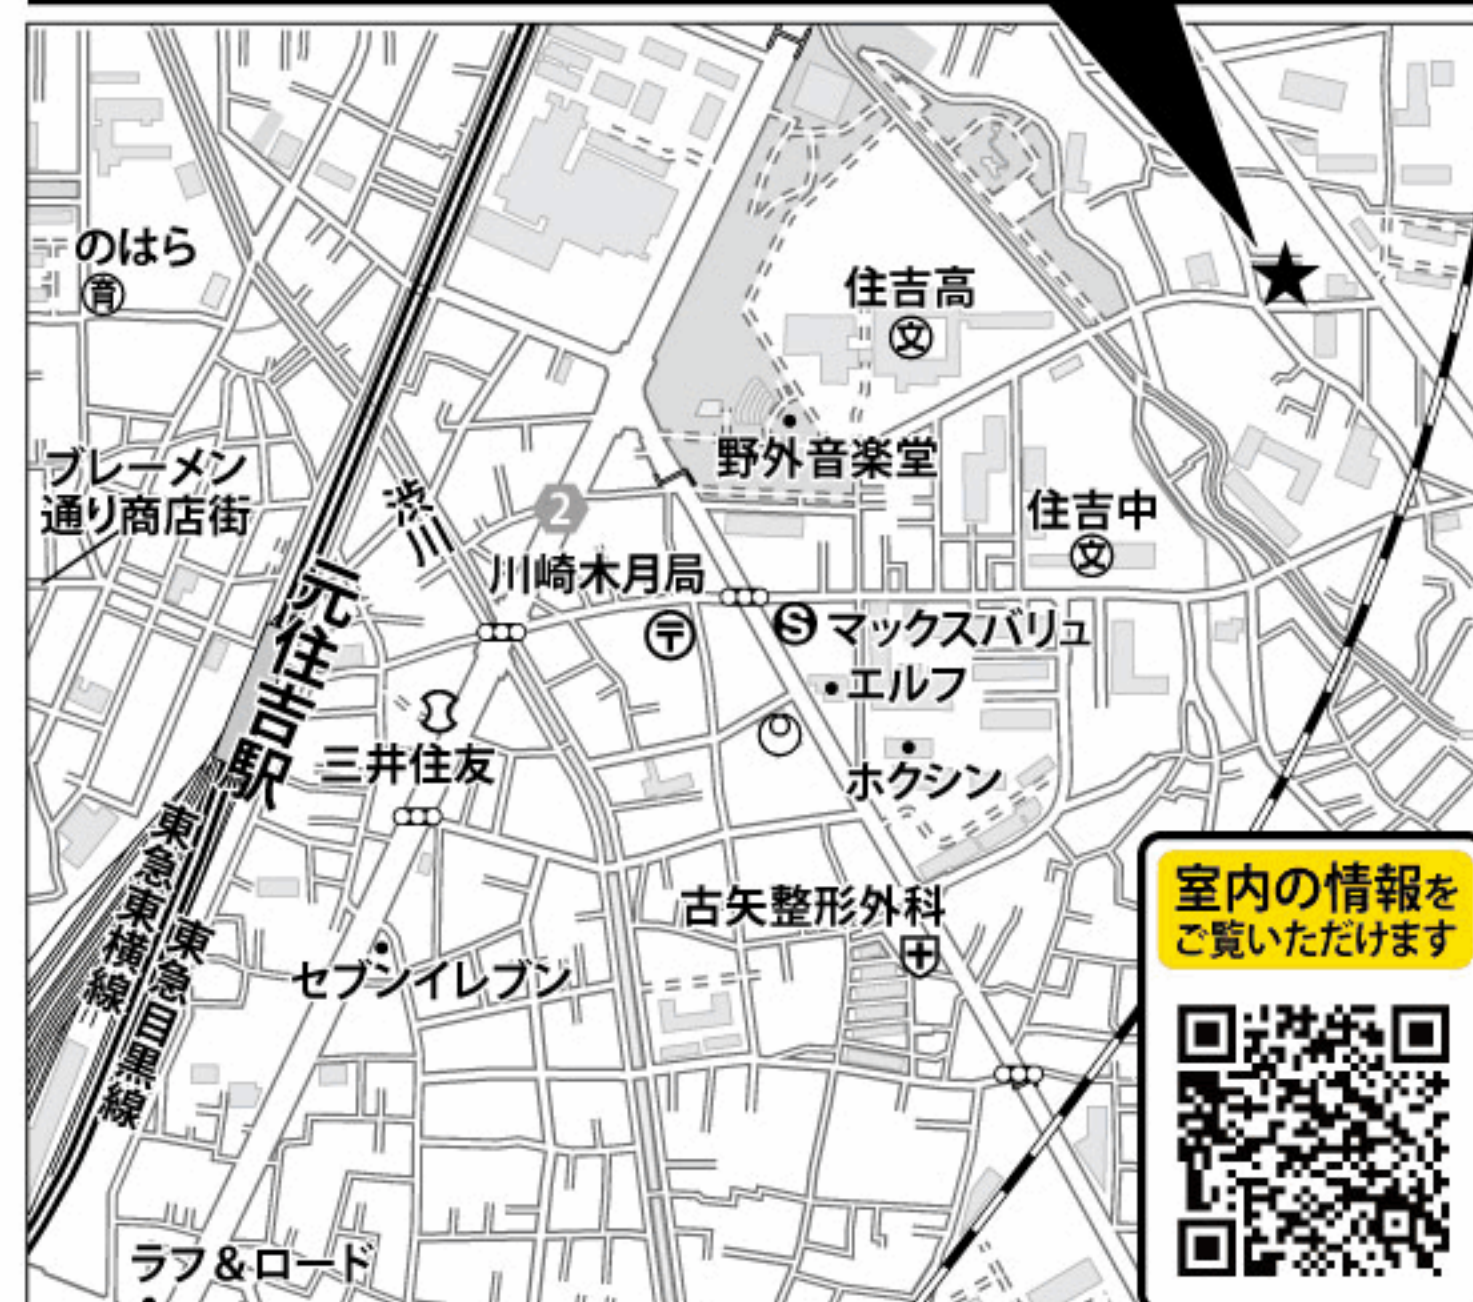 のはら
育
住吉高
文
野外音楽堂
ブレーメン
通り商店街
渋川
2
住吉中
文
川崎木月局
〒
S マックスバリュ
エルフ
元住吉駅
三井住友
ホクシン
東急東横線
東急目黒線
古矢整形外科
セブンイレブン
室内の情報を
ご覧いただけます
ラフ&ロード